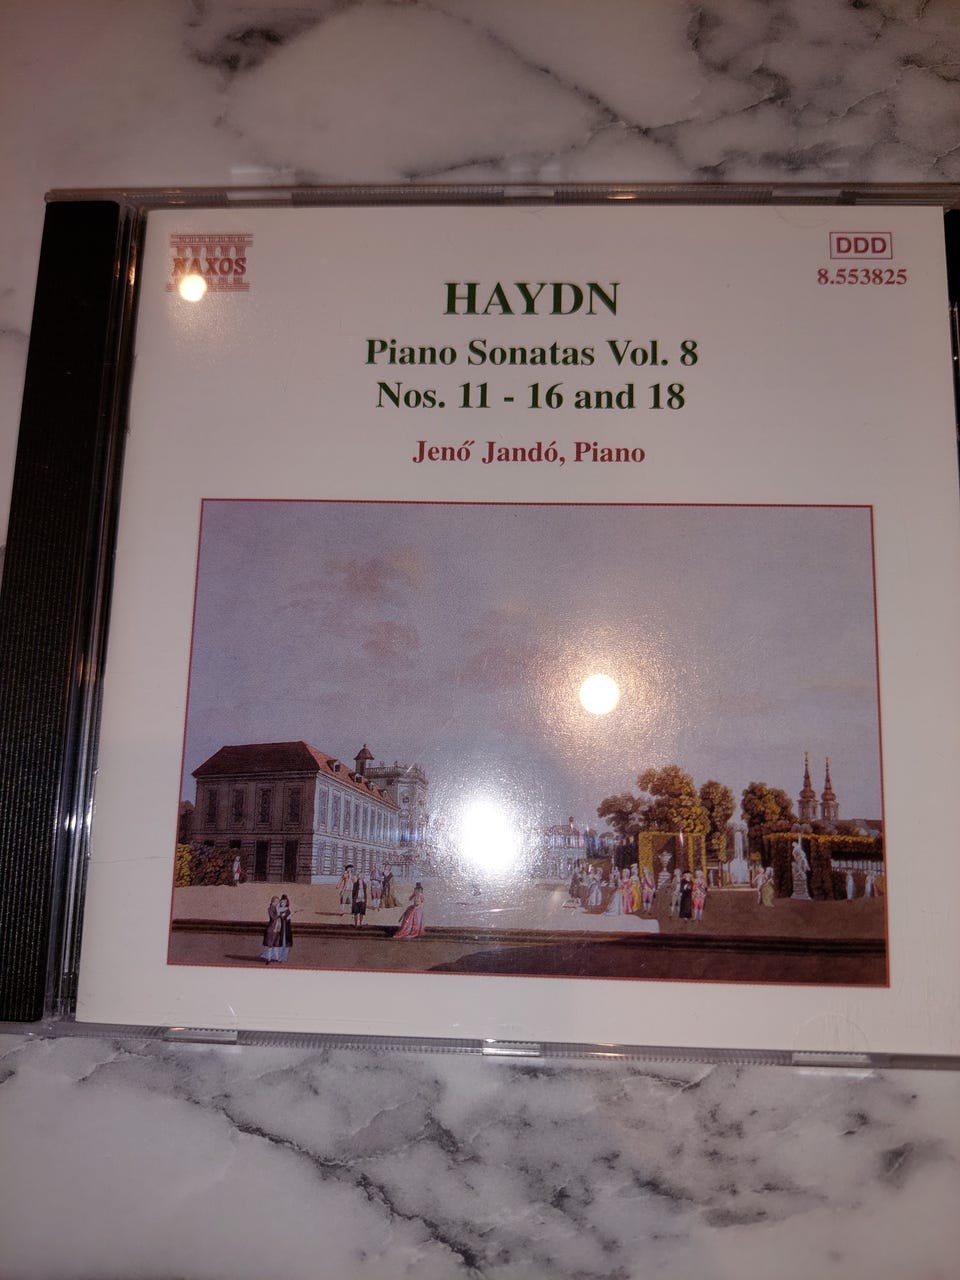 NAXOS
DDD
8.553825
HAYDN
Piano Sonatas Vol. 8
Nos. 11 - 16 and 18
Jenő Jandó, Piano